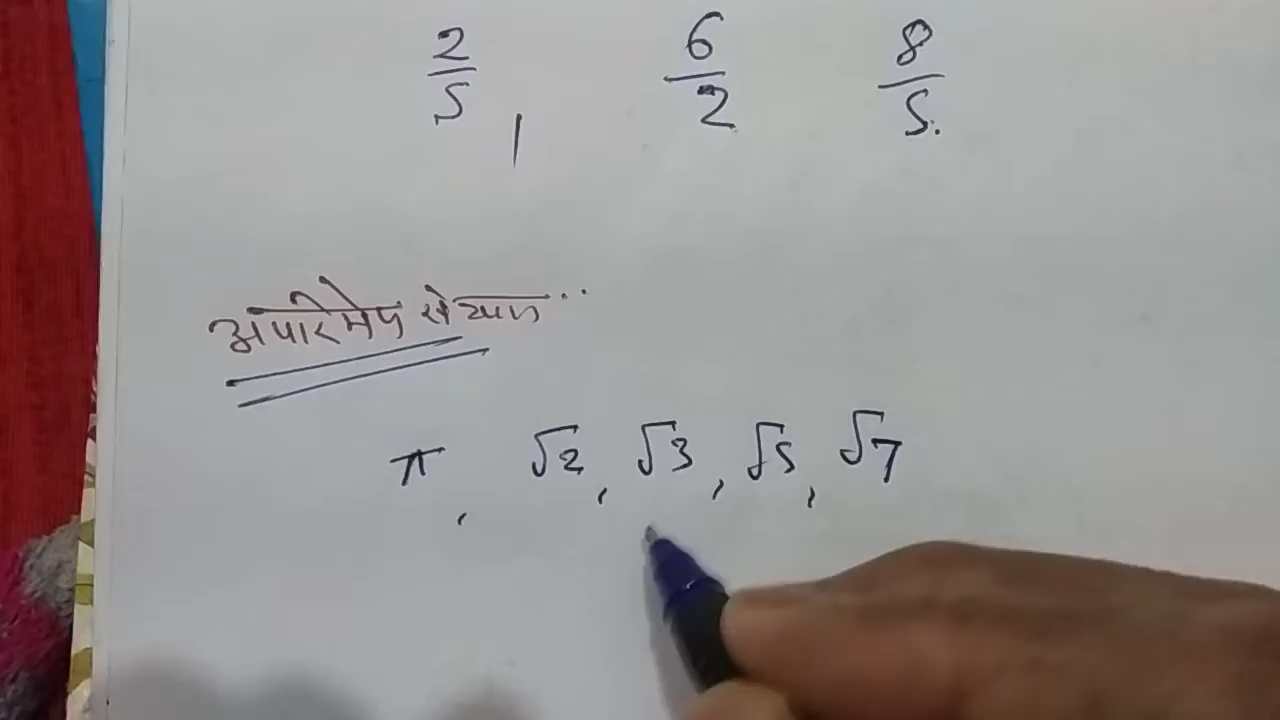 2/5 , 6/2 8/5.
अपरिमेय संख्या..
π, √2, √3, √5, √7